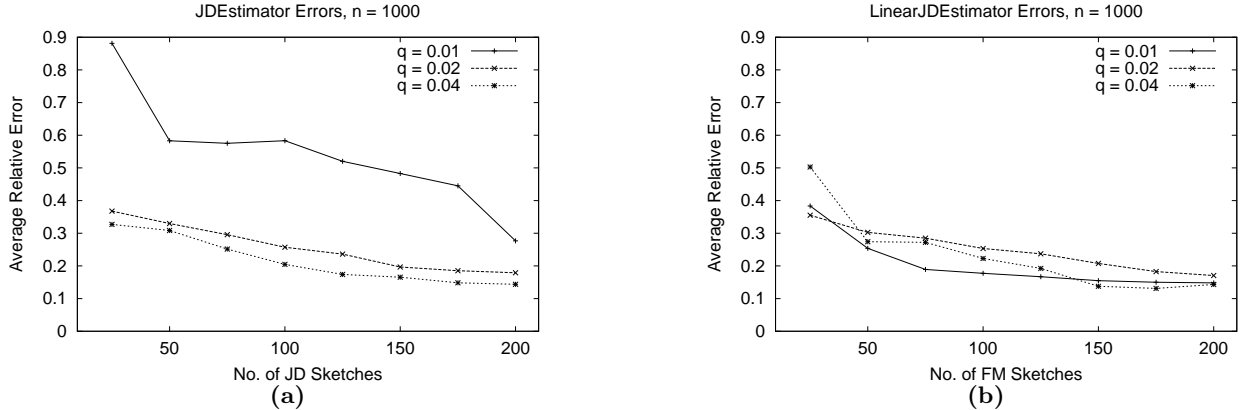 JDEstimator Errors, n = 1000
0.9
0.8
0.7
0.6
0.5
0.4
0.3
0.2
0.1
0
Average Relative Error
q = 0.01
q = 0.02
q = 0.04
50
100
150
200
No. of JD Sketches
(a)
LinearJDEstimator Errors, n = 1000
0.9
0.8
0.7
0.6
0.5
0.4
0.3
0.2
0.1
0
Average Relative Error
q = 0.01
q = 0.02
q = 0.04
50
100
150
200
No. of FM Sketches
(b)